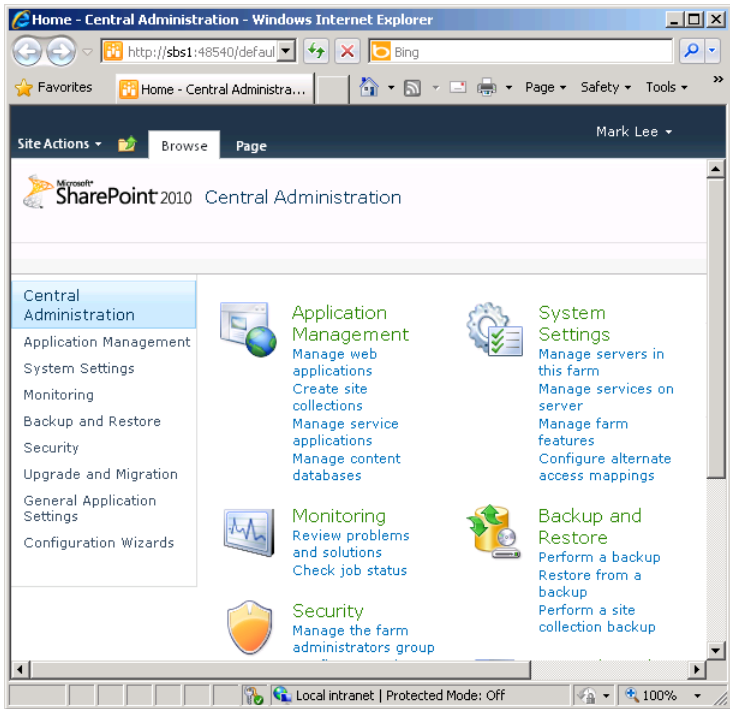 Home - Central Administration - Windows Internet Explorer
http://sbs1:48540/defaul
Bing
Favorites
Home - Central Administra...
Page
Safety
Tools
»
Site Actions
Browse
Page
Mark Lee
Microsoft
SharePoint 2010
Central Administration
Central
Administration
Application Management
System Settings
Monitoring
Backup and Restore
Security
Upgrade and Migration
General Application
Settings
Configuration Wizards
Application
Management
Manage web
applications
Create site
collections
Manage service
applications
Manage content
databases
System
Settings
Manage servers in
this farm
Manage services on
server
Manage farm
features
Configure alternate
access mappings
Monitoring
Review problems
and solutions
Check job status
Backup and
Restore
Perform a backup
Restore from a
backup
Perform a site
collection backup
Security
Manage the farm
administrators group
Local intranet | Protected Mode: Off
100%